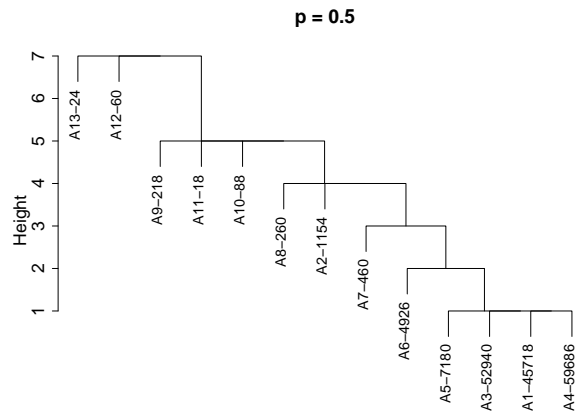 p = 0.5
Height
7
6
5
4
3
2
1
A13−24
A12−60
A9−218
A11−18
A10−88
A8−260
A2−1154
A7−460
A6−4926
A5−7180
A3−52940
A1−45718
A4−59686